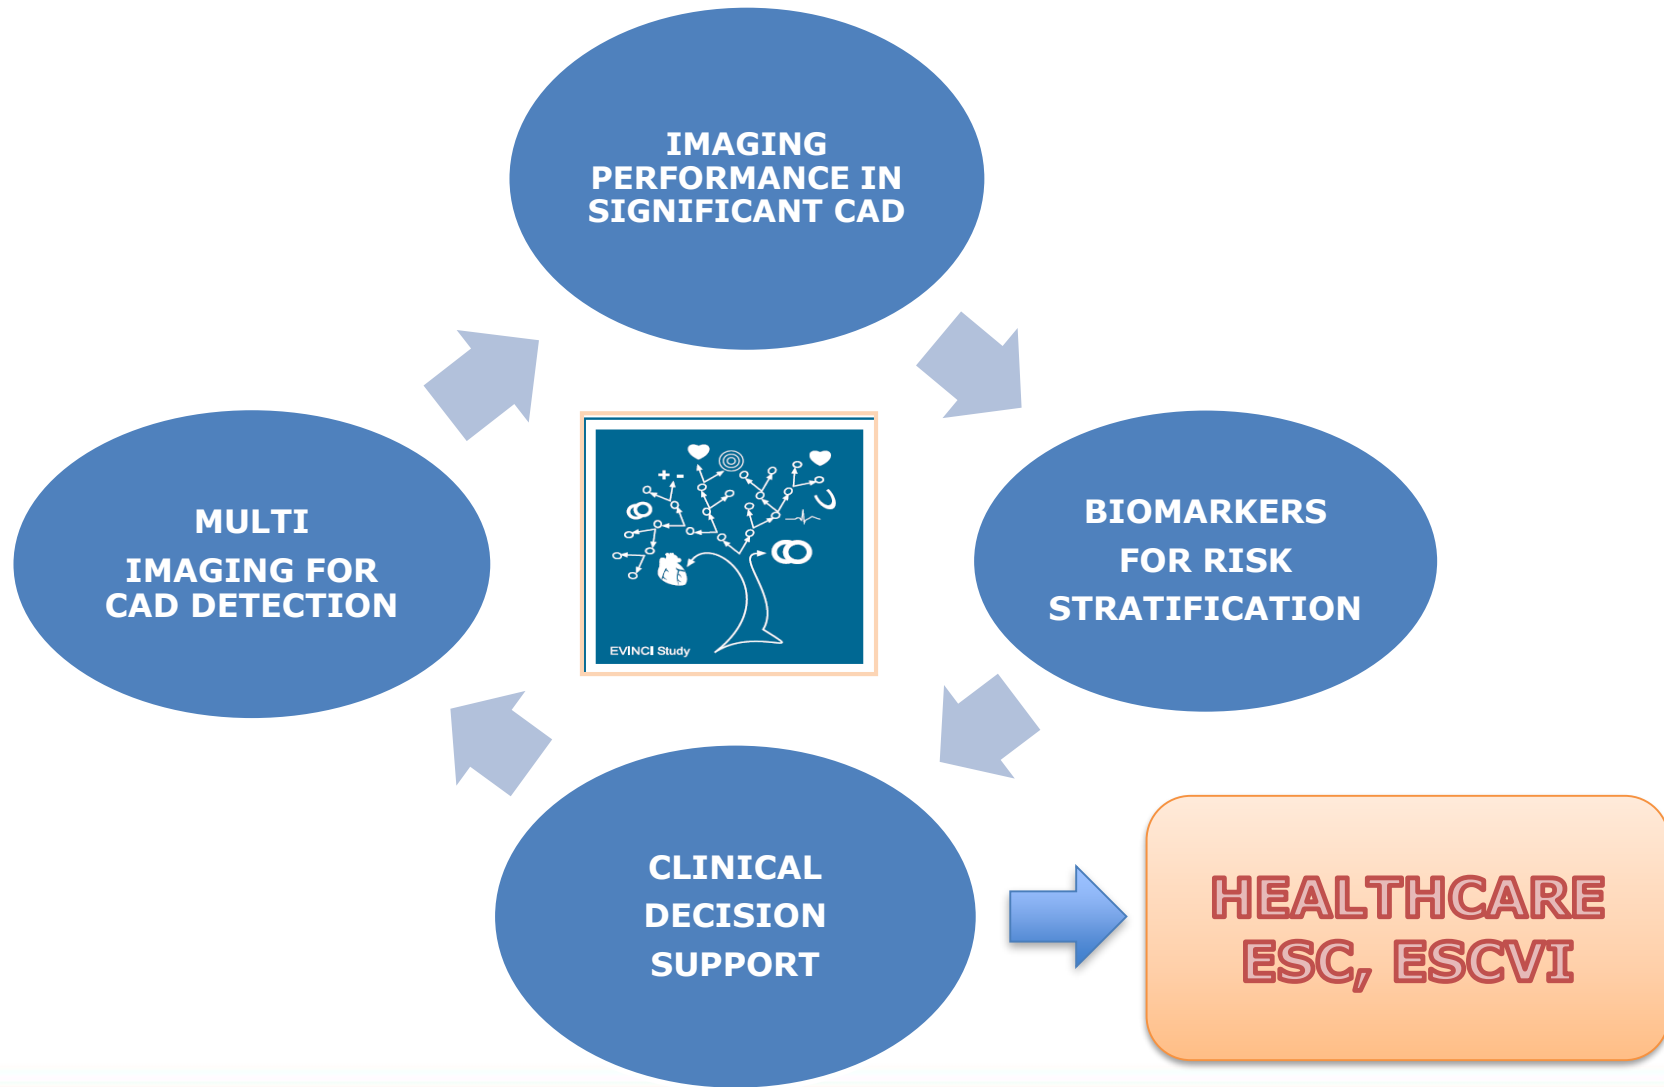 IMAGING
PERFORMANCE IN
SIGNIFICANT CAD
MULTI
IMAGING FOR
CAD DETECTION
+ -
EVINCI Study
BIOMARKERS
FOR RISK
STRATIFICATION
CLINICAL
DECISION
SUPPORT
HEALTHCARE
ESC, ESCVI